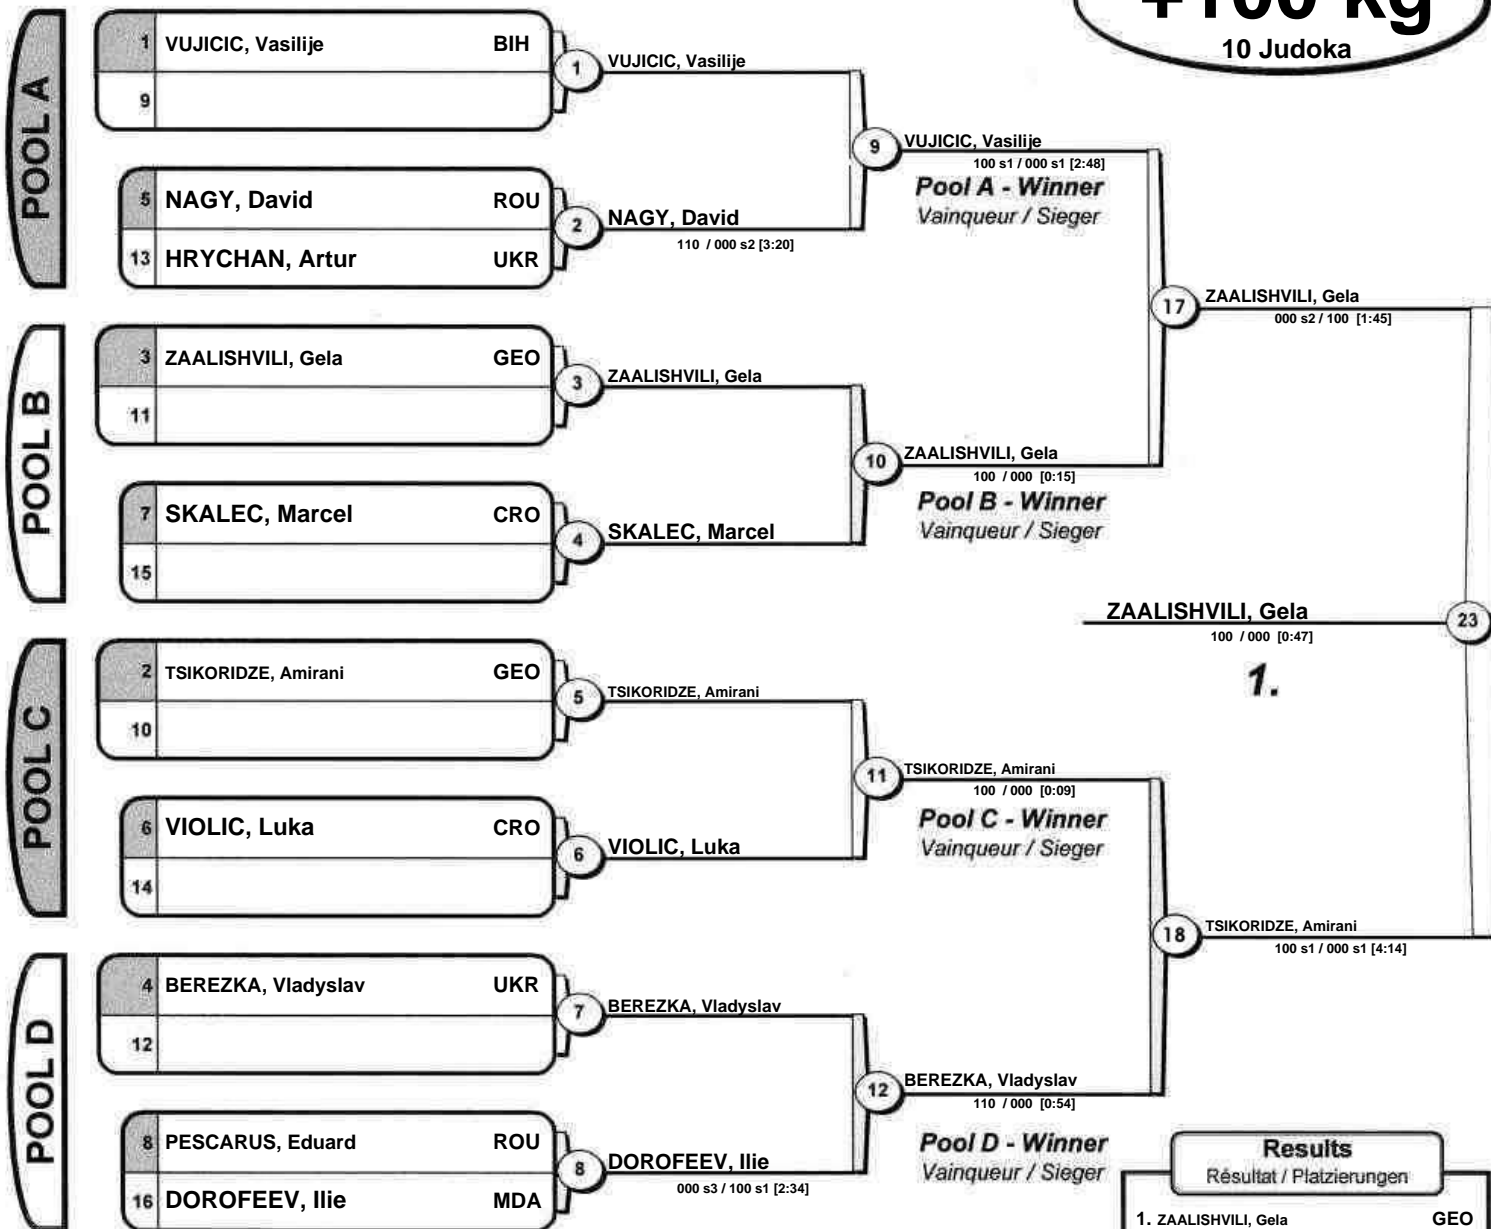 +100 kg
10 Judoka
POOL A
1 VUJICIC, Vasilije BIH
9
5 NAGY, David ROU
13 HRYCHAN, Artur UKR
1 VUJICIC, Vasilije
2 NAGY, David
110 / 000 s2 [3:20]
9 VUJICIC, Vasilije
100 s1 / 000 s1 [2:48]
Pool A - Winner
Vainqueur / Sieger
POOL B
3 ZAALISHVILI, Gela GEO
11
7 SKALEC, Marcel CRO
15
3 ZAALISHVILI, Gela
4 SKALEC, Marcel
10 ZAALISHVILI, Gela
100 / 000 [0:15]
Pool B - Winner
Vainqueur / Sieger
17 ZAALISHVILI, Gela
000 s2 / 100 [1:45]
ZAALISHVILI, Gela 23
100 / 000 [0:47]
1.
POOL C
2 TSIKORIDZE, Amirani GEO
10
6 VIOLIC, Luka CRO
14
5 TSIKORIDZE, Amirani
6 VIOLIC, Luka
11 TSIKORIDZE, Amirani
100 / 000 [0:09]
Pool C - Winner
Vainqueur / Sieger
18 TSIKORIDZE, Amirani
100 s1 / 000 s1 [4:14]
POOL D
4 BEREZKA, Vladyslav UKR
12
8 PESCARUS, Eduard ROU
16 DOROFEEV, Ilie MDA
7 BEREZKA, Vladyslav
8 DOROFEEV, Ilie
000 s3 / 100 s1 [2:34]
12 BEREZKA, Vladyslav
110 / 000 [0:54]
Pool D - Winner
Vainqueur / Sieger
Results
Résultat / Platzierungen
1. ZAALISHVILI, Gela GEO